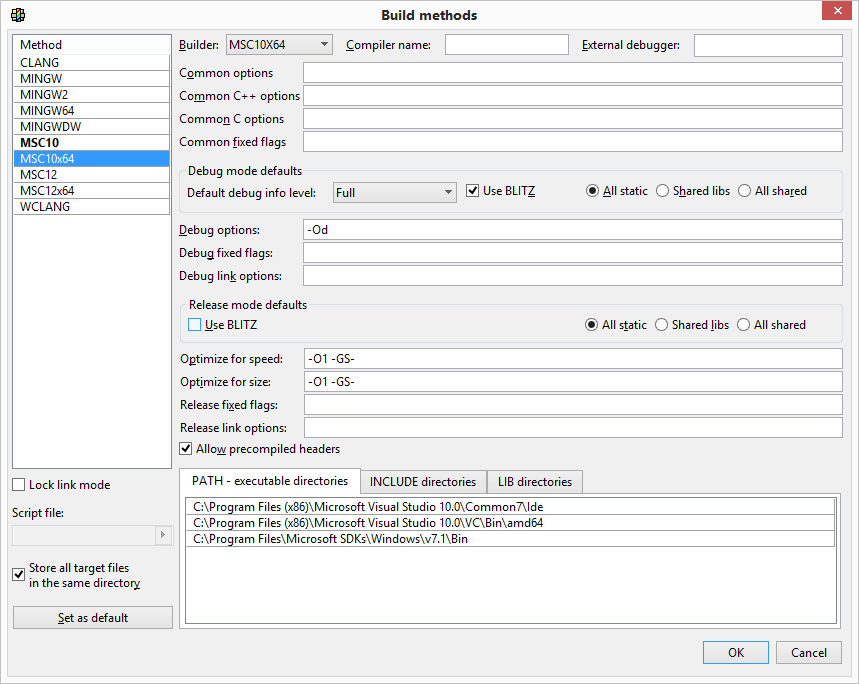 Build methods
Method
CLANG
MINGW
MINGW2
MINGW64
MINGWDW
MSC10
MSC10x64
MSC12
MSC12x64
WCLANG
Lock link mode
Script file:
Store all target files
in the same directory
Set as default
Builder: MSC10X64 Compiler name: External debugger:
Common options
Common C++ options
Common C options
Common fixed flags
Debug mode defaults
Default debug info level: Full Use BLITZ All static Shared libs All shared
Debug options: -Od
Debug fixed flags:
Debug link options:
Release mode defaults
Use BLITZ All static Shared libs All shared
Optimize for speed: -O1 -GS-
Optimize for size: -O1 -GS-
Release fixed flags:
Release link options:
Allow precompiled headers
PATH - executable directories INCLUDE directories LIB directories
C:\Program Files (x86)\Microsoft Visual Studio 10.0\Common7\Ide
C:\Program Files (x86)\Microsoft Visual Studio 10.0\VC\Bin\amd64
C:\Program Files\Microsoft SDKs\Windows\v7.1\Bin
OK Cancel